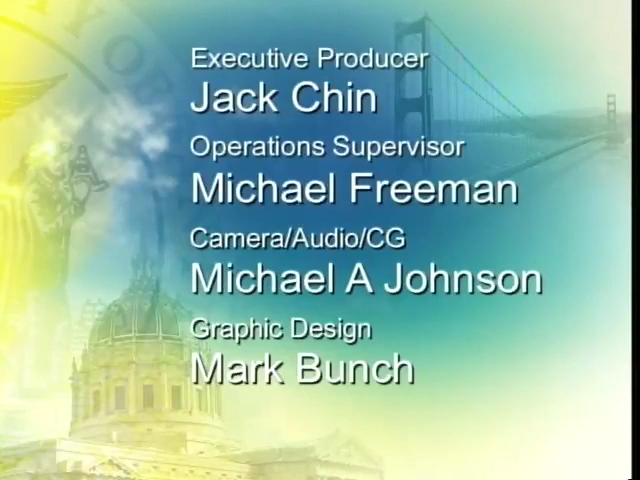 Executive Producer
Jack Chin
Operations Supervisor
Michael Freeman
Camera/Audio/CG
Michael A Johnson
Graphic Design
Mark Bunch